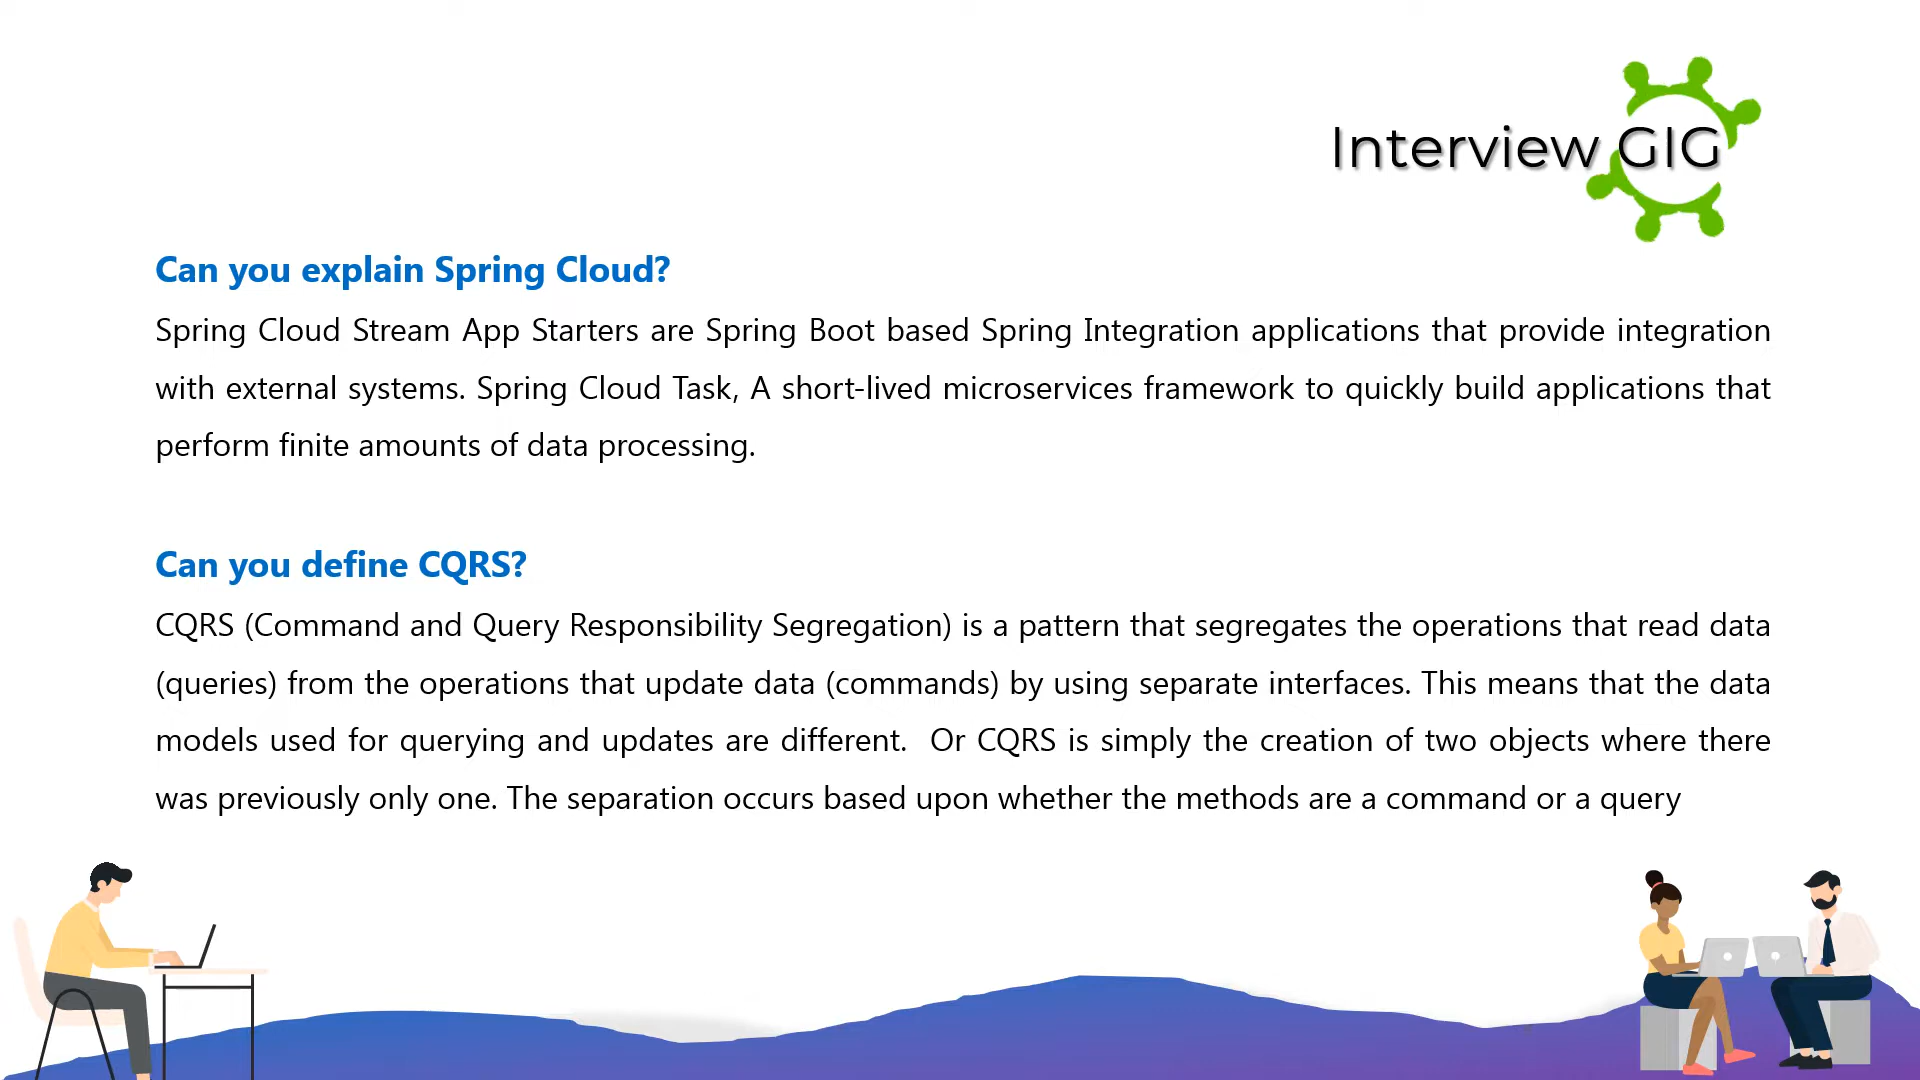 Interview GIG
Can you explain Spring Cloud?
Spring Cloud Stream App Starters are Spring Boot based Spring Integration applications that provide integration
with external systems. Spring Cloud Task, A short-lived microservices framework to quickly build applications that
perform finite amounts of data processing.
Can you define CQRS?
CQRS (Command and Query Responsibility Segregation) is a pattern that segregates the operations that read data
(queries) from the operations that update data (commands) by using separate interfaces. This means that the data
models used for querying and updates are different.  Or CQRS is simply the creation of two objects where there
was previously only one. The separation occurs based upon whether the methods are a command or a query